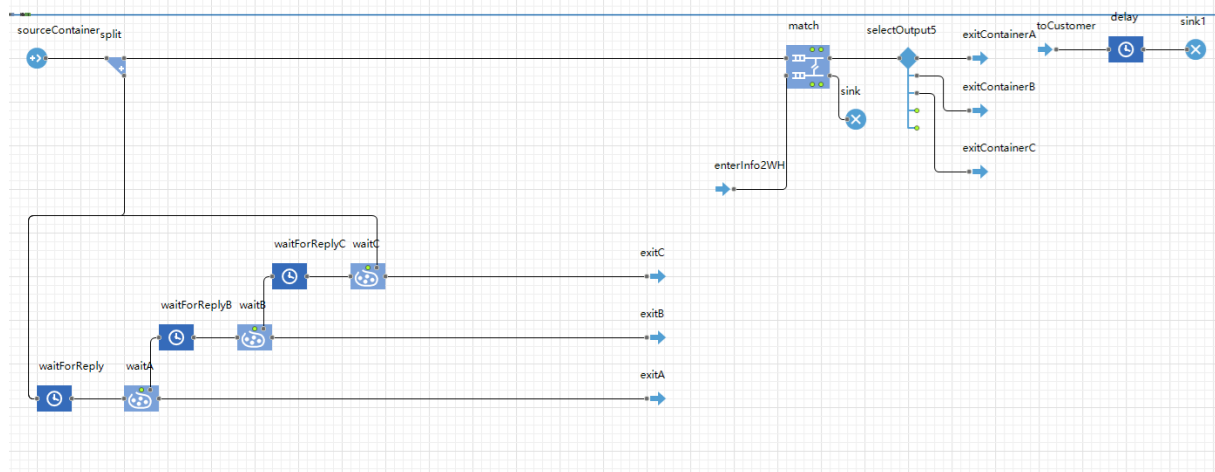 sourceContainer
split
match
selectOutput5
exitContainerA
toCustomer
delay
sink1
exitContainerB
sink
exitContainerC
enterInfo2WH
waitForReplyC
waitC
exitC
waitForReplyB
waitB
exitB
waitForReply
waitA
exitA